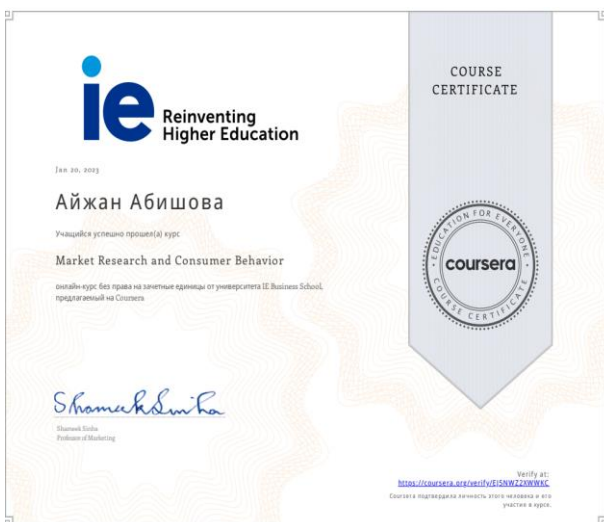 ie
Reinventing
Higher Education
COURSE
CERTIFICATE
Jan 20, 2023
Айжан Абишова
Учащийся успешно прошел(а) курс
Market Research and Consumer Behavior
онлайн-курс без права на зачетные единицы от университета IE Business School,
предлагаемый на Coursera
EDUCATION FOR EVERYONE
coursera
COURSE CERTIFICATE
Shameek Sinha
Shameek Sinha
Professor of Marketing
Verify at:
https://coursera.org/verify/EJSNWZ2XWWKC
Coursera подтвердила личность этого человека и его
участие в курсе.